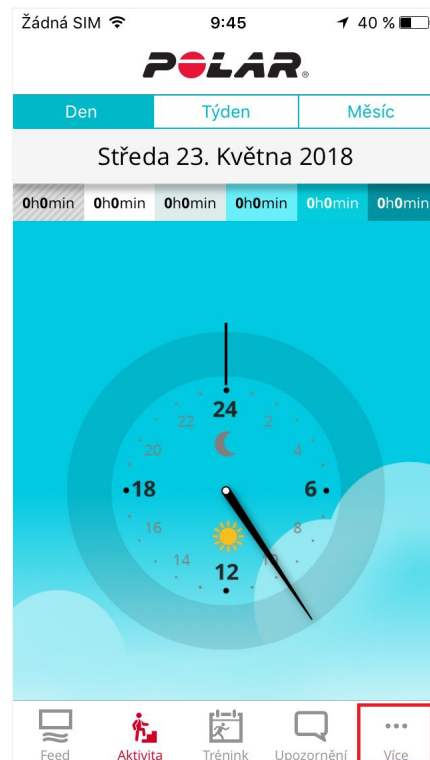 Žádná SIM 9:45 40 %
POLAR®
Den Týden Měsíc
Středa 23. Května 2018
0h0min 0h0min 0h0min 0h0min 0h0min 0h0min
24
22 2
20 4
18 6
16 8
14 10
12
Feed Aktivita Trénink Upozornění Více